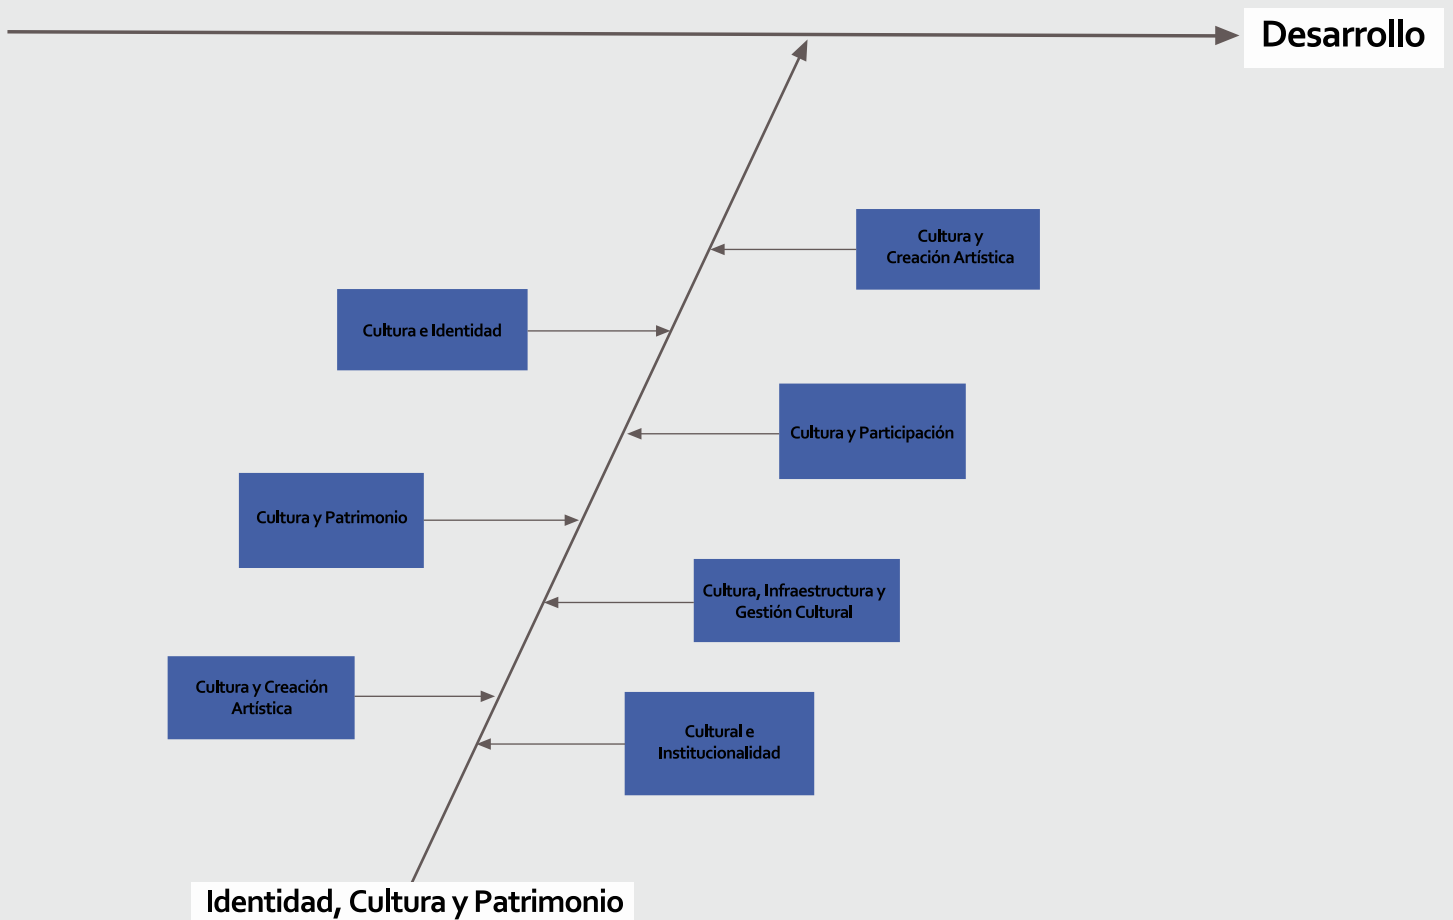 Desarrollo
Cultura y
Creación Artística
Cultura e Identidad
Cultura y Participación
Cultura y Patrimonio
Cultura, Infraestructura y
Gestión Cultural
Cultura y Creación
Artística
Cultural e
Institucionalidad
Identidad, Cultura y Patrimonio